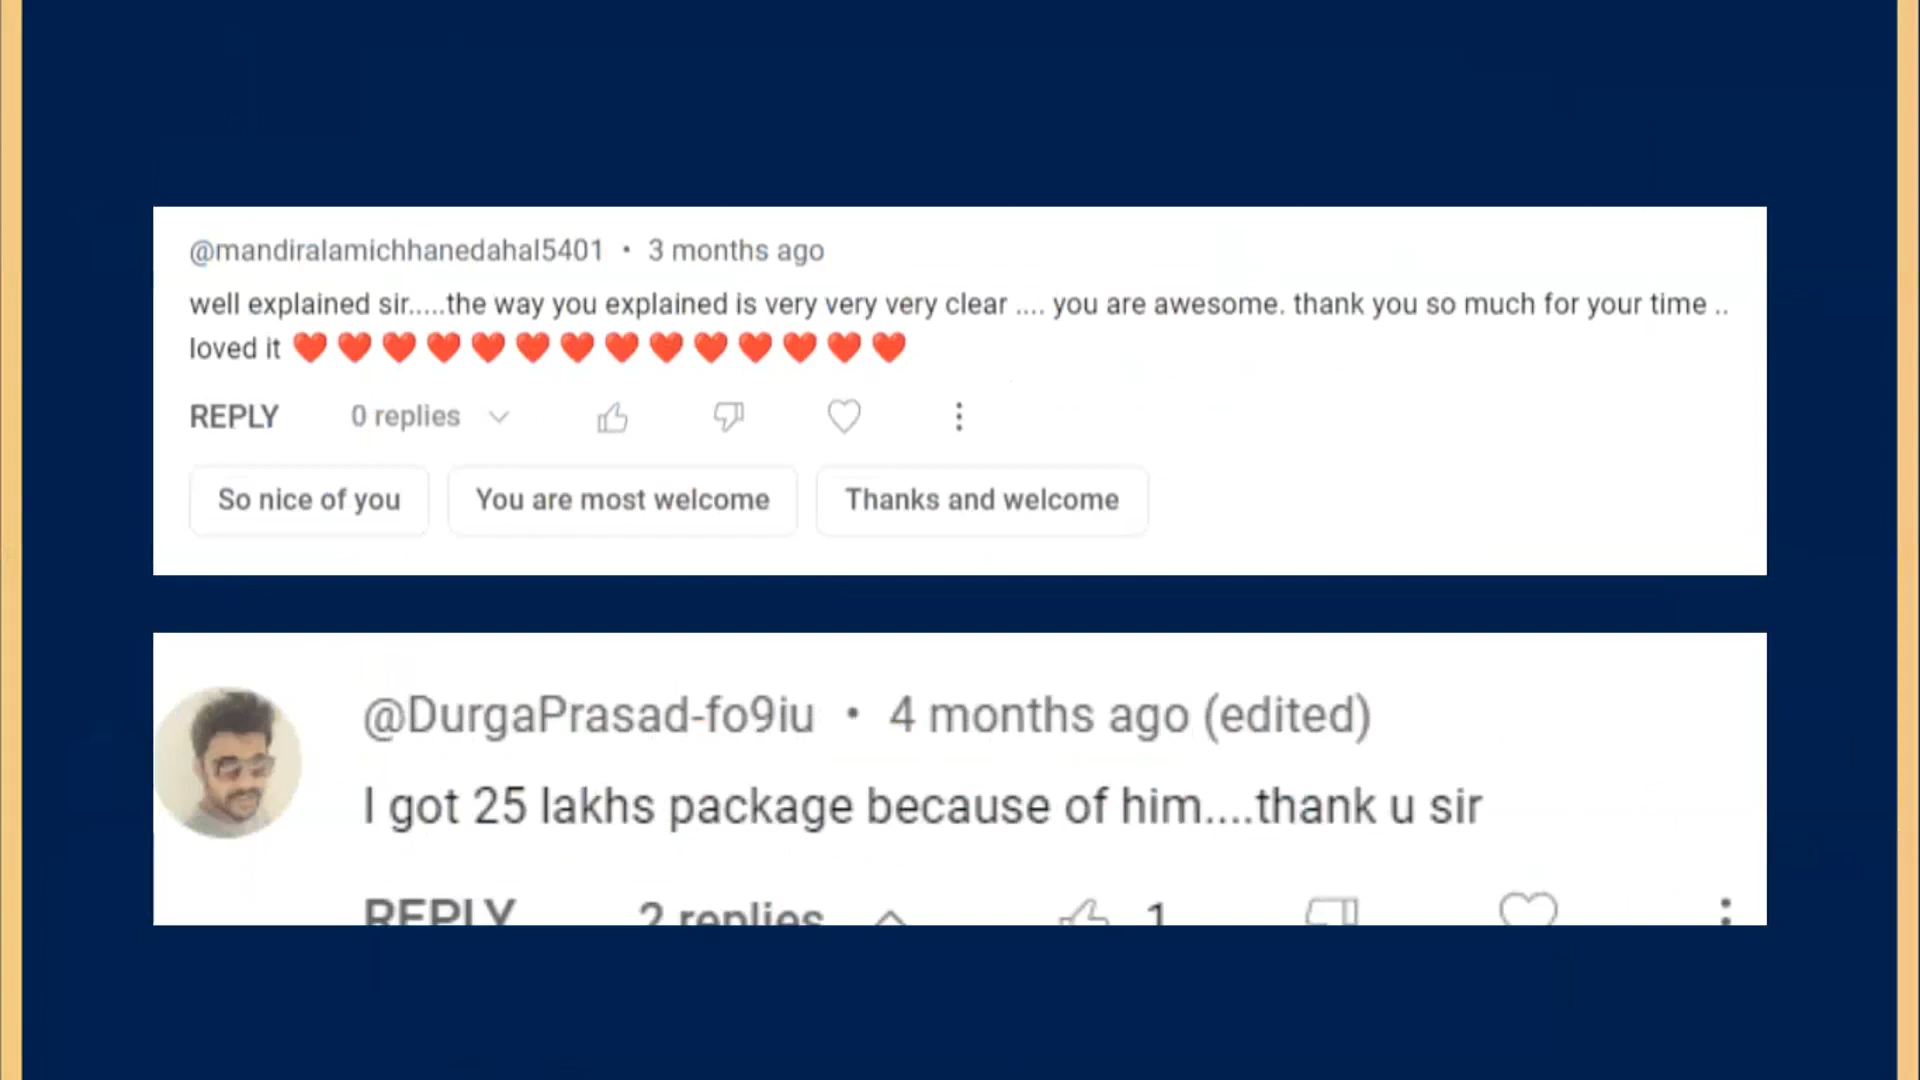 @mandiralamichhanedahal5401 • 3 months ago
well explained sir.....the way you explained is very very very clear .... you are awesome. thank you so much for your time ..
loved it ❤️ ❤️ ❤️ ❤️ ❤️ ❤️ ❤️ ❤️ ❤️ ❤️ ❤️ ❤️ ❤️ ❤️
REPLY 0 replies
So nice of you You are most welcome Thanks and welcome
@DurgaPrasad-fo9iu • 4 months ago (edited)
I got 25 lakhs package because of him....thank u sir
REPLY 2 replies 1